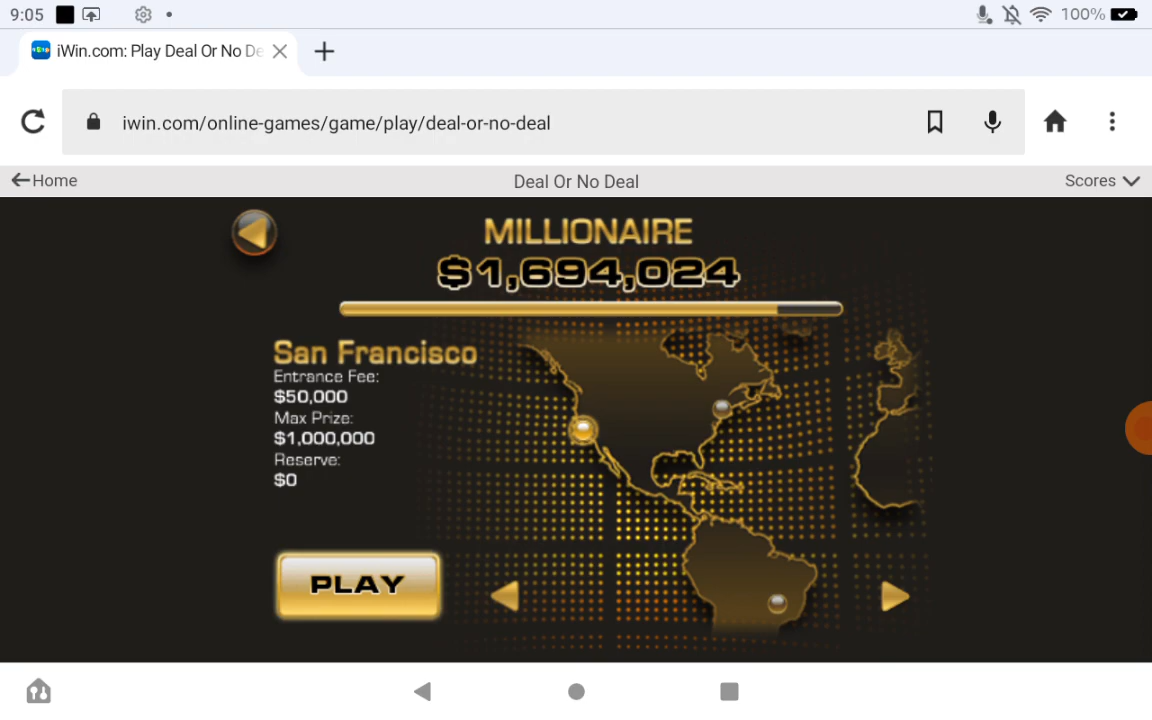 9:05
100%
iWin.com: Play Deal Or No De
iwin.com/online-games/game/play/deal-or-no-deal
Home
Deal Or No Deal
Scores
MILLIONAIRE
$1,694,024
San Francisco
Entrance Fee:
$50,000
Max Prize:
$1,000,000
Reserve:
$0
PLAY